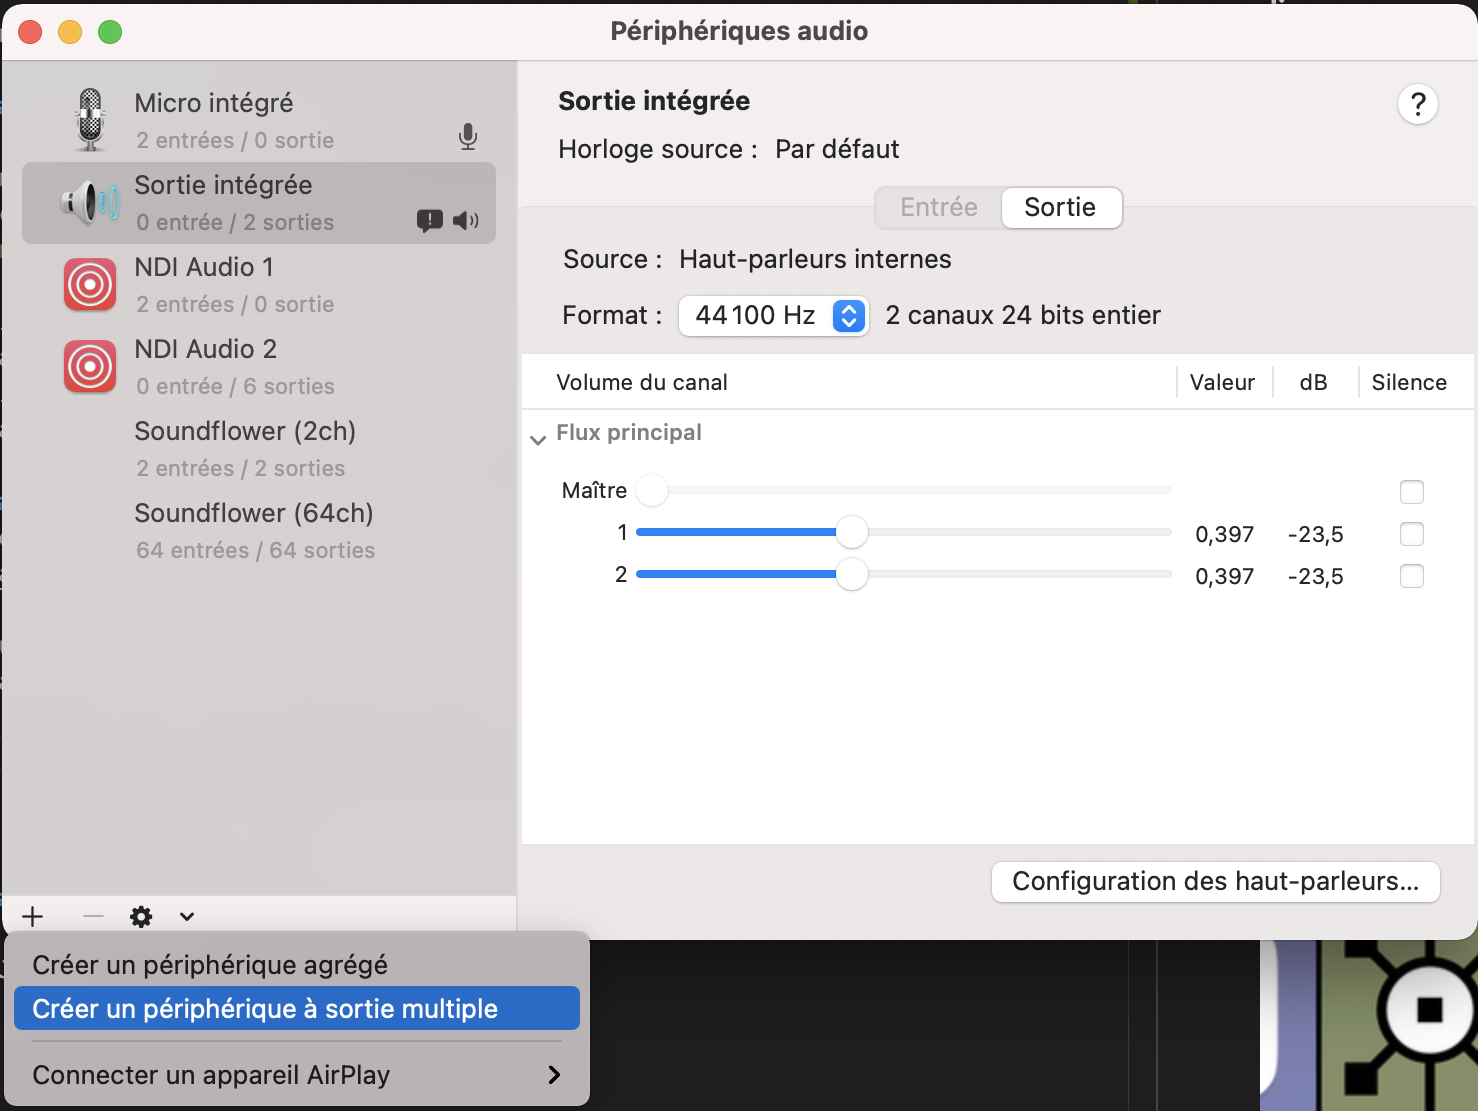 Périphériques audio
Micro intégré
2 entrées / 0 sortie
Sortie intégrée
0 entrée / 2 sorties
NDI Audio 1
2 entrées / 0 sortie
NDI Audio 2
0 entrée / 6 sorties
Soundflower (2ch)
2 entrées / 2 sorties
Soundflower (64ch)
64 entrées / 64 sorties
Sortie intégrée
?
Horloge source : Par défaut
Entrée Sortie
Source : Haut-parleurs internes
Format : 44 100 Hz 2 canaux 24 bits entier
Volume du canal Valeur dB Silence
Flux principal
Maître
1 0,397 -23,5
2 0,397 -23,5
Configuration des haut-parleurs...
Créer un périphérique agrégé
Créer un périphérique à sortie multiple
Connecter un appareil AirPlay